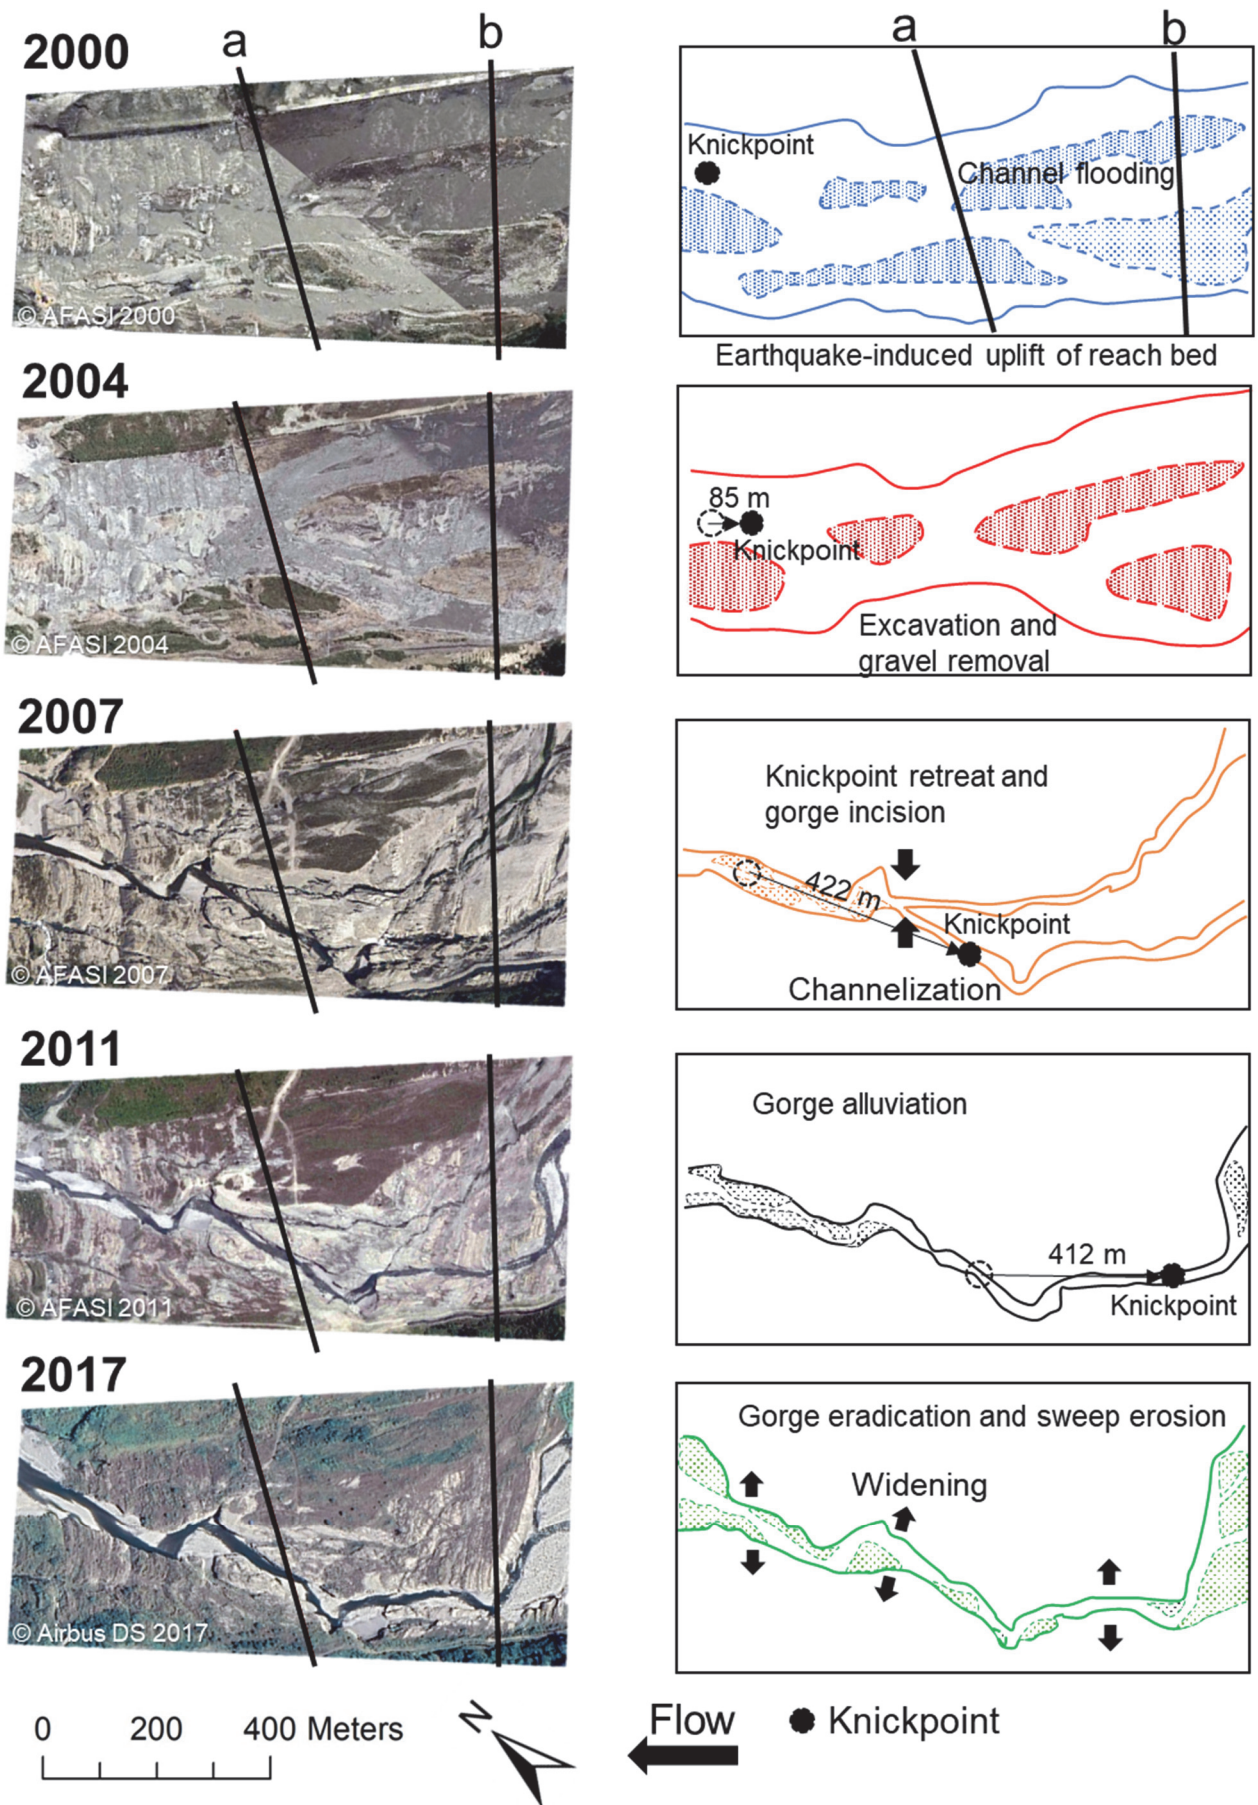 2000
a
b
© AFASI 2000
a
b
Knickpoint
Channel flooding
Earthquake-induced uplift of reach bed
2004
© AFASI 2004
85 m
Knickpoint
Excavation and
gravel removal
2007
© AFASI 2007
Knickpoint retreat and
gorge incision
422 m
Knickpoint
Channelization
2011
© AFASI 2011
Gorge alluviation
412 m
Knickpoint
2017
© Airbus DS 2017
Gorge eradication and sweep erosion
Widening
0 200 400 Meters
N
Flow
Knickpoint